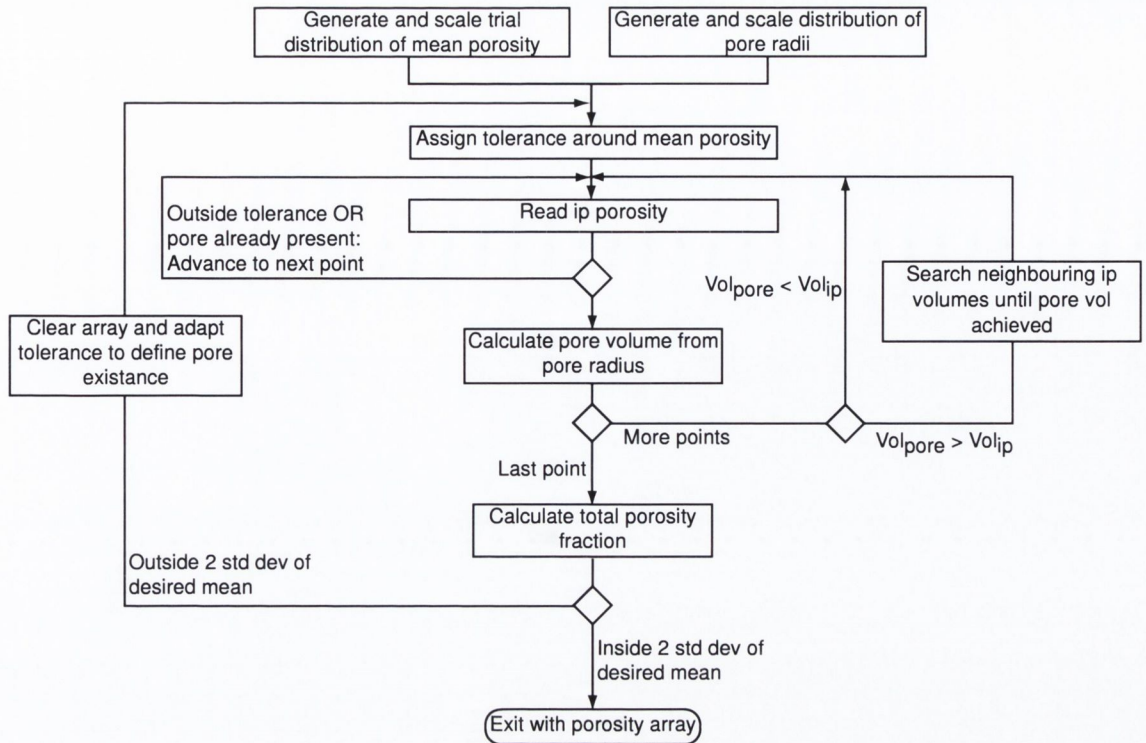 Generate and scale trial
distribution of mean porosity
Generate and scale distribution of
pore radii
Assign tolerance around mean porosity
Read ip porosity
Outside tolerance OR
pore already present:
Advance to next point
Vol_pore < Vol_ip
Search neighbouring ip
volumes until pore vol
achieved
Clear array and adapt
tolerance to define pore
existance
Calculate pore volume from
pore radius
More points
Vol_pore > Vol_ip
Last point
Calculate total porosity
fraction
Outside 2 std dev of
desired mean
Inside 2 std dev of
desired mean
Exit with porosity array